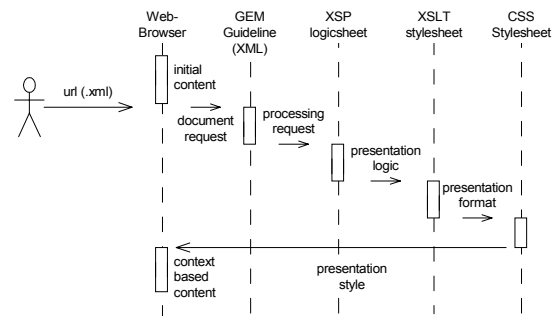 Web-
Browser
GEM
Guideline
(XML)
XSP
logicsheet
XSLT
stylesheet
CSS
Stylesheet
initial
content
url (.xml)
document
request
processing
request
presentation
logic
presentation
format
context
based
content
presentation
style